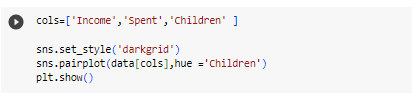 cols=['Income','Spent','Children' ]
sns.set_style('darkgrid')
sns.pairplot(data[cols],hue ='Children')
plt.show()